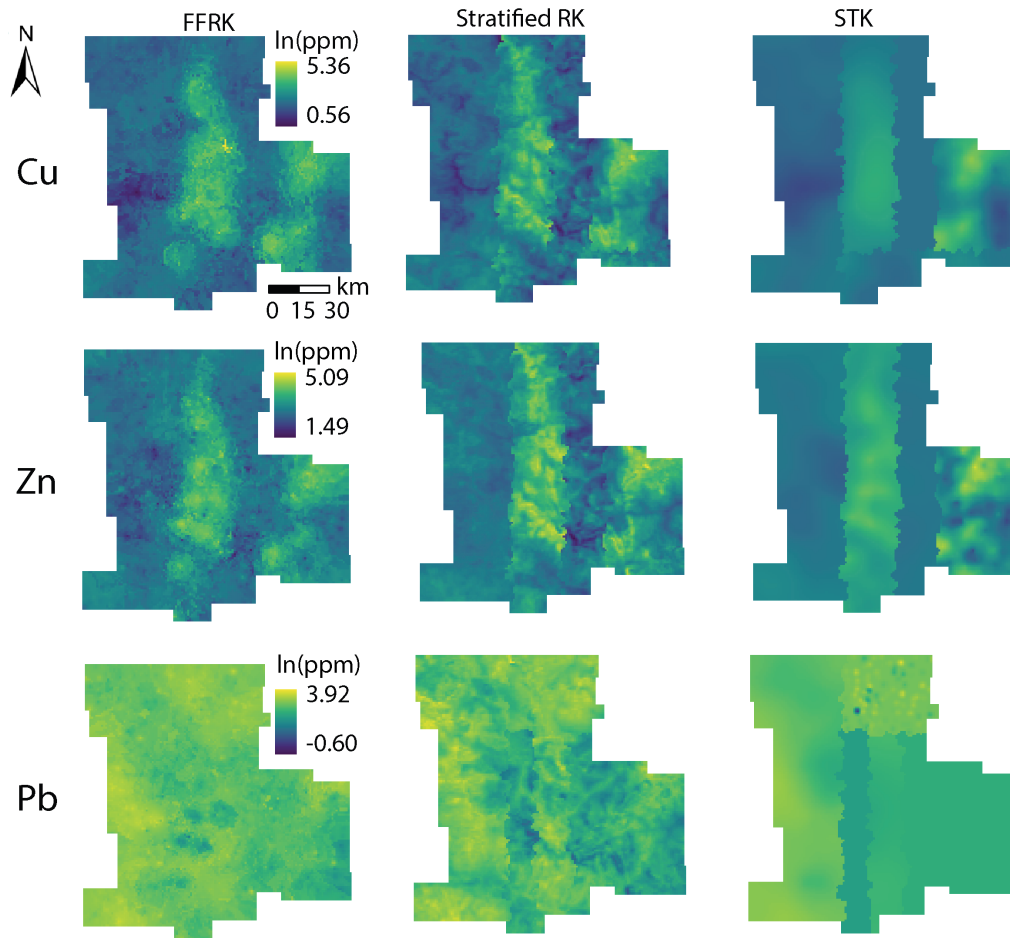 FFRK
Stratified RK
STK
N
ln(ppm)
5.36
0.56
Cu
km
0 15 30
ln(ppm)
5.09
1.49
Zn
ln(ppm)
3.92
-0.60
Pb